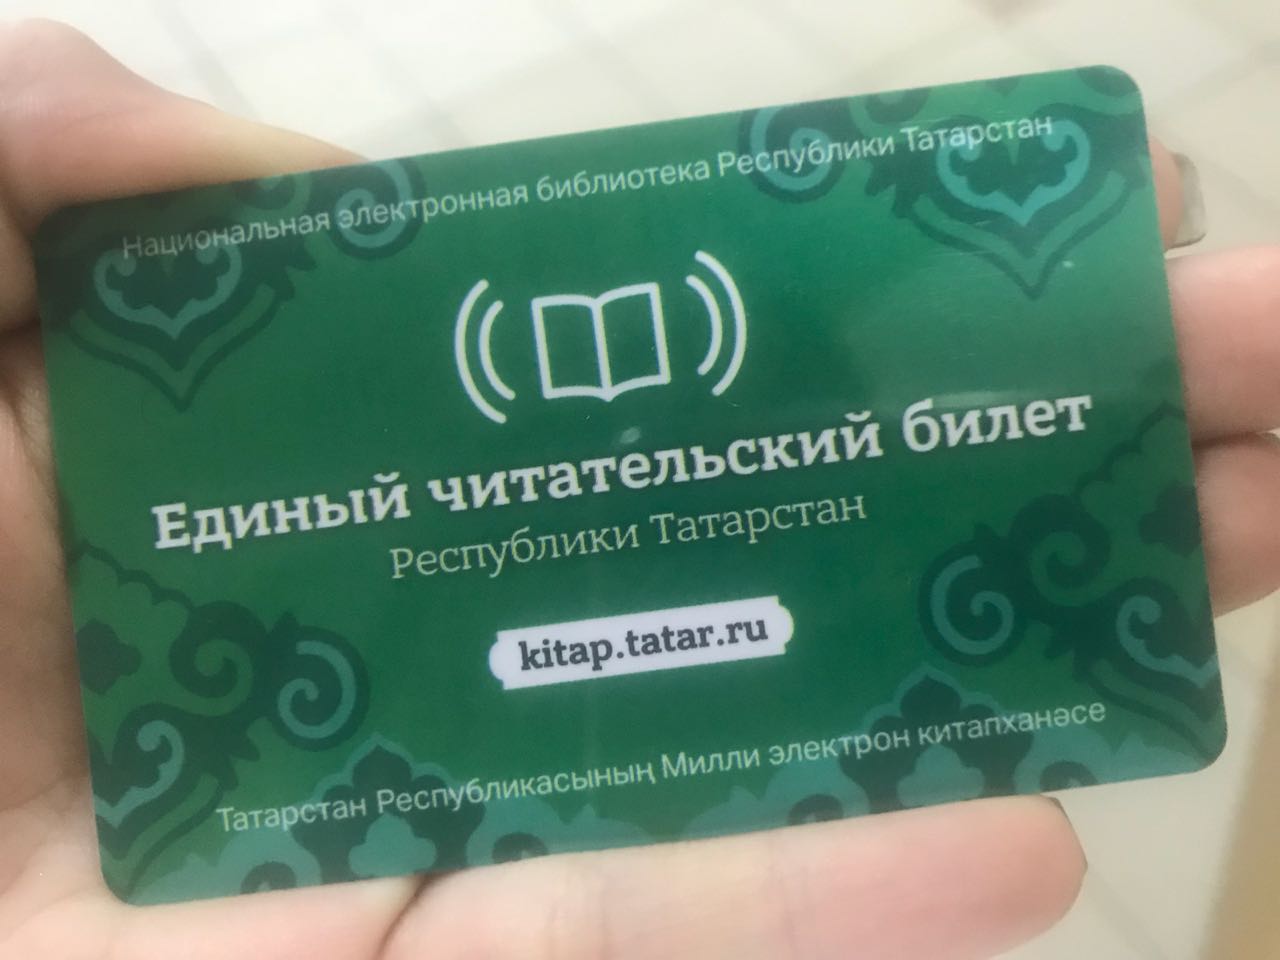 Национальная электронная библиотека Республики Татарстан
Единый читательский билет
Республики Татарстан
kitap.tatar.ru
Татарстан Республикасының Милли электрон китапханәсе